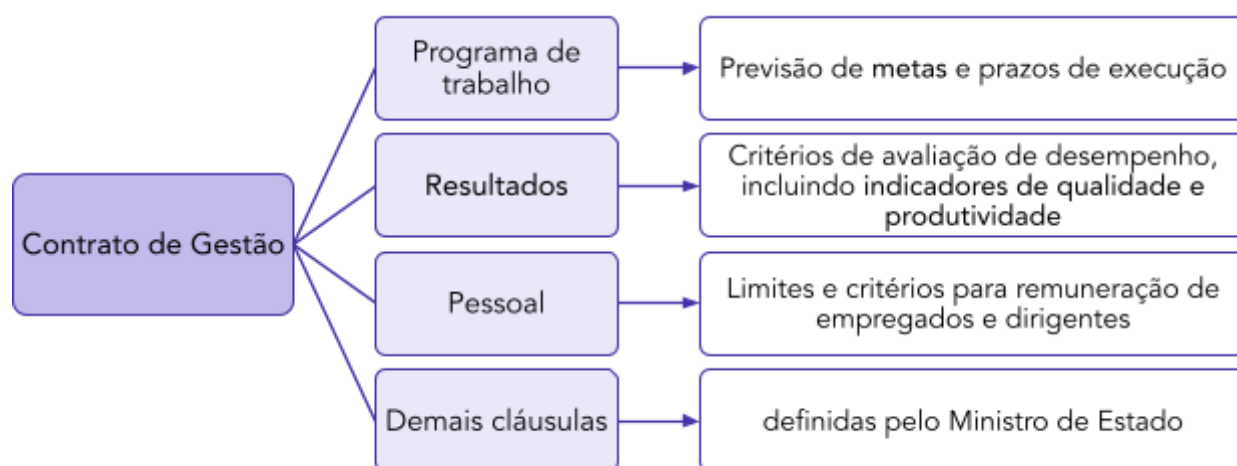 Contrato de Gestão
Programa de
trabalho
Previsão de metas e prazos de execução
Resultados
Critérios de avaliação de desempenho,
incluindo indicadores de qualidade e
produtividade
Pessoal
Limites e critérios para remuneração de
empregados e dirigentes
Demais cláusulas
definidas pelo Ministro de Estado